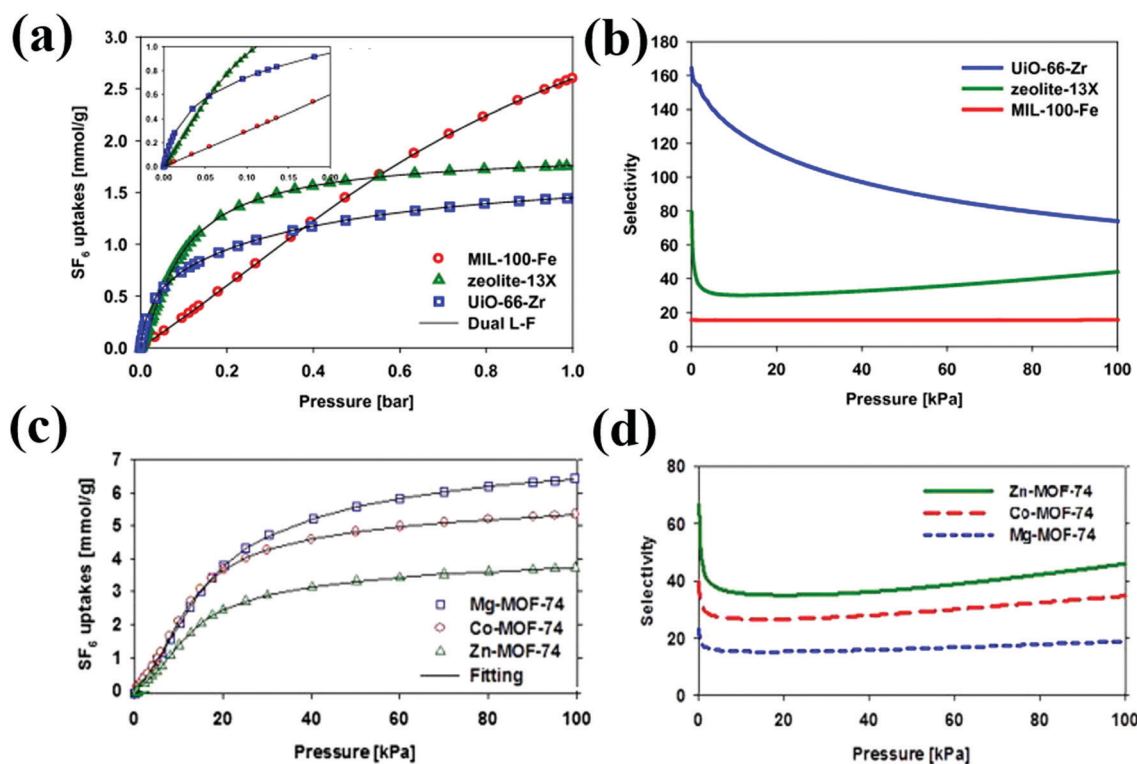 (a)
SF6 uptakes [mmol/g]
3.0
2.5
2.0
1.5
1.0
0.5
0.0
1.0
0.8
0.6
0.4
0.2
0.0
0.00 0.05 0.10 0.15 0.20
MIL-100-Fe
zeolite-13X
UiO-66-Zr
Dual L-F
0.0 0.2 0.4 0.6 0.8 1.0
Pressure [bar]
(b)
Selectivity
180
160
140
120
100
80
60
40
20
0
UiO-66-Zr
zeolite-13X
MIL-100-Fe
0 20 40 60 80 100
Pressure [kPa]
(c)
SF6 uptakes [mmol/g]
7
6
5
4
3
2
1
0
Mg-MOF-74
Co-MOF-74
Zn-MOF-74
Fitting
0 20 40 60 80 100
Pressure [kPa]
(d)
Selectivity
80
60
40
20
0
Zn-MOF-74
Co-MOF-74
Mg-MOF-74
0 20 40 60 80 100
Pressure [kPa]